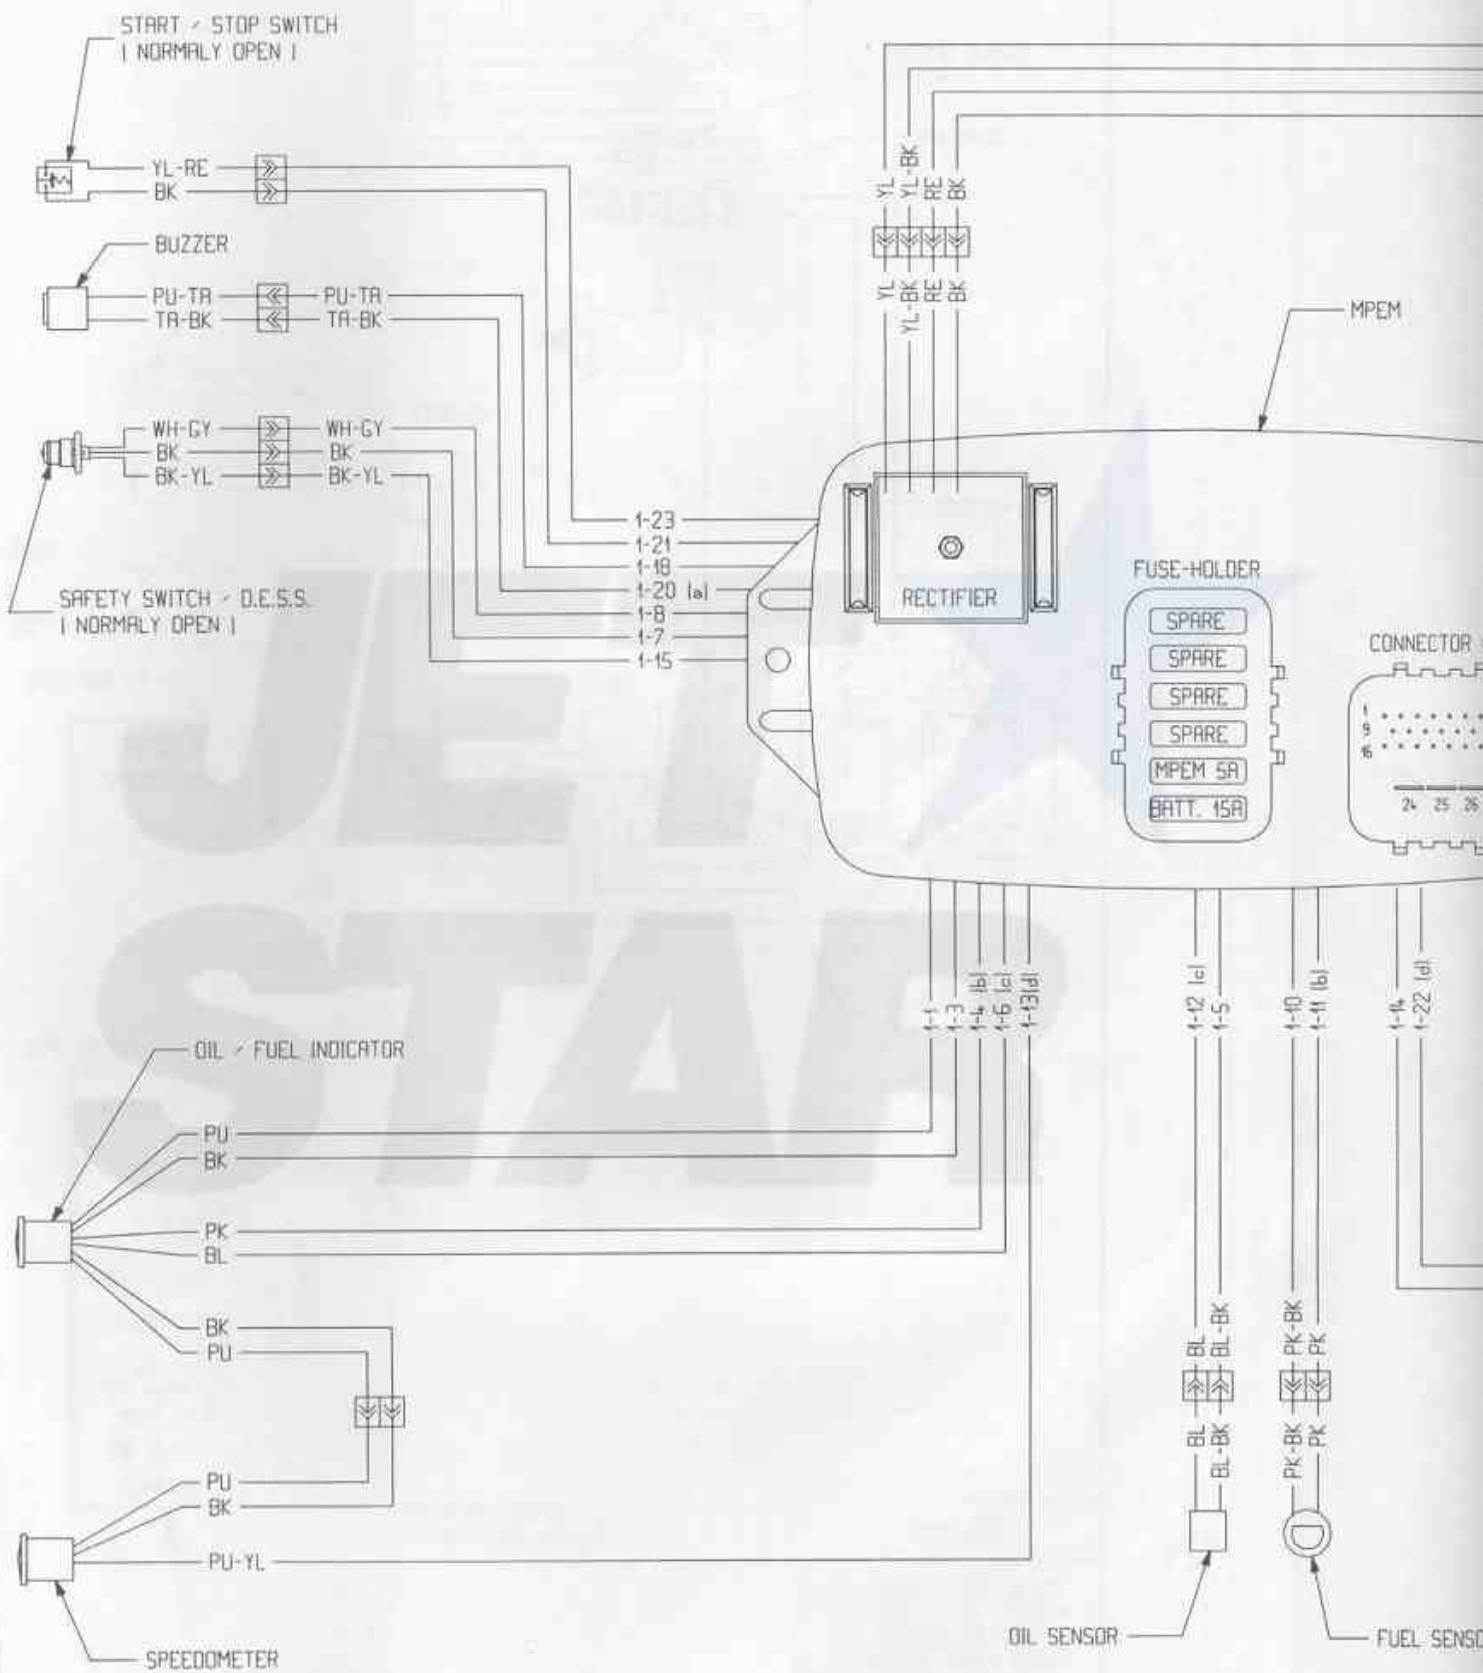 START / STOP SWITCH
( NORMALY OPEN )
YL-RE
BK
BUZZER
PU-TA
PU-TA
TA-BK
TA-BK
WH-GY
WH-GY
BK
BK
BK-YL
BK-YL
SAFETY SWITCH / D.E.S.S.
( NORMALY OPEN )
YL
YL-BK
RE
BK
YL
YL-BK
RE
BK
MPEM
1-23
1-21
1-18
1-20 (a)
1-8
1-7
1-15
RECTIFIER
FUSE-HOLDER
SPARE
SPARE
SPARE
SPARE
MPEM 5A
BATT. 15A
CONNECTOR
1
9
16
24 25 26
JET
STAR
1-1
1-3
1-4 (b)
1-6 (c)
1-13(d)
1-12 (c)
1-5
1-10
1-11 (b)
1-14
1-22 (d)
OIL / FUEL INDICATOR
PU
BK
PK
BL
BK
PU
PU
BK
PU-YL
SPEEDOMETER
BL
BL-BK
PK-BK
PK
BL
BL-BK
PK-BK
PK
OIL SENSOR
FUEL SENSO